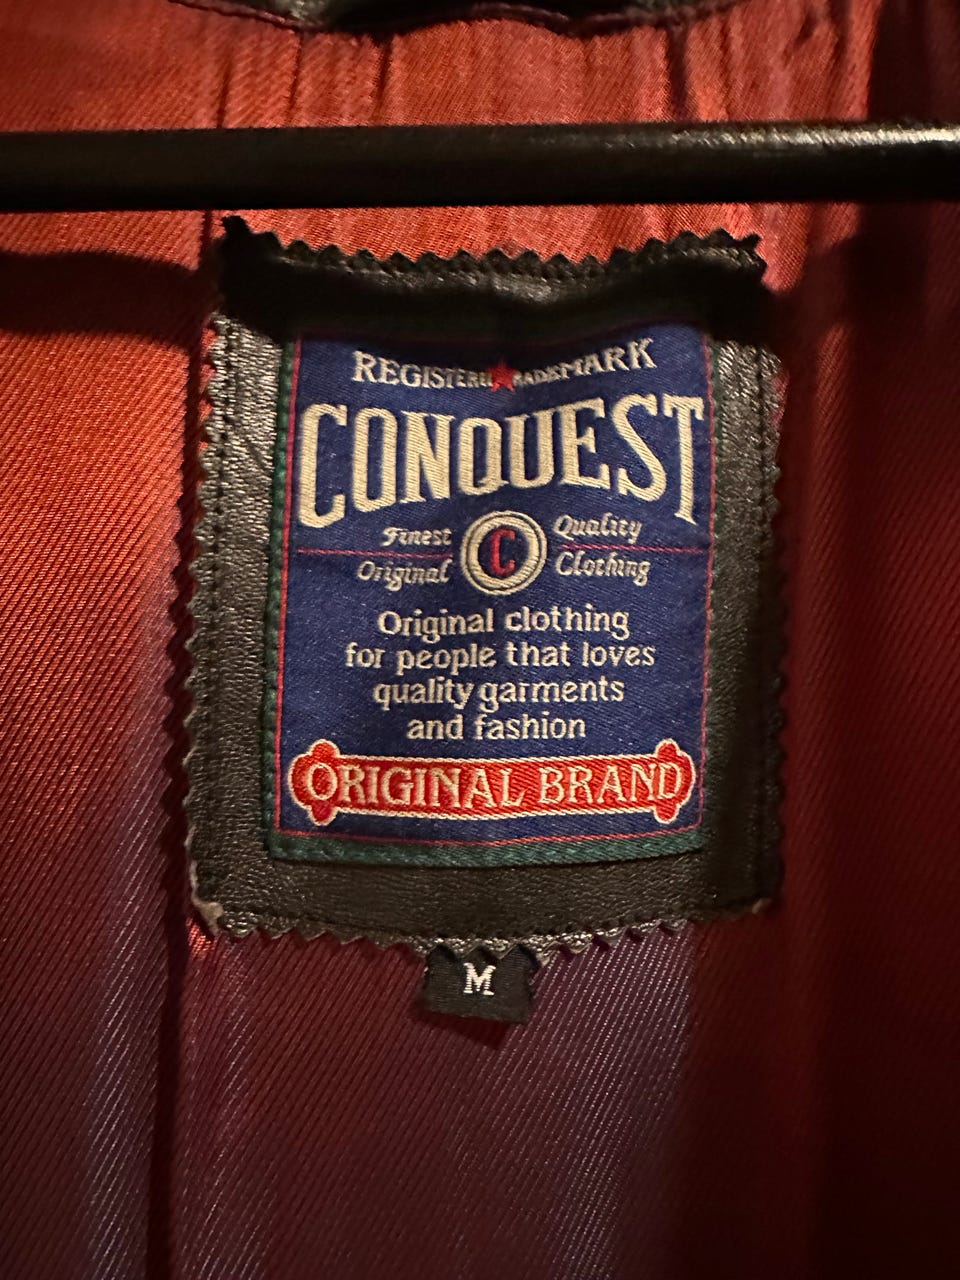 REGISTERED TRADEMARK
CONQUEST
Finest C Quality
Original Clothing
Original clothing
for people that loves
quality garments
and fashion
ORIGINAL BRAND
M